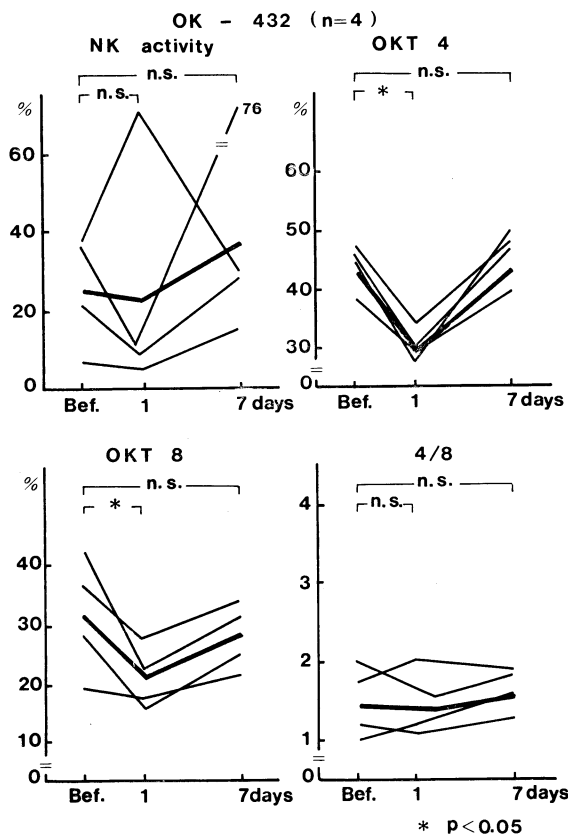 OK - 432 (n=4)
NK activity
n.s.
n.s.
%
76
60
40
20
0
Bef. 1 7 days
OKT 4
n.s.
*
%
60
50
40
30
0
Bef. 1 7 days
OKT 8
n.s.
*
%
40
30
20
10
0
Bef. 1 7 days
4/8
n.s.
n.s.
4
3
2
1
0
Bef. 1 7 days
* p<0.05